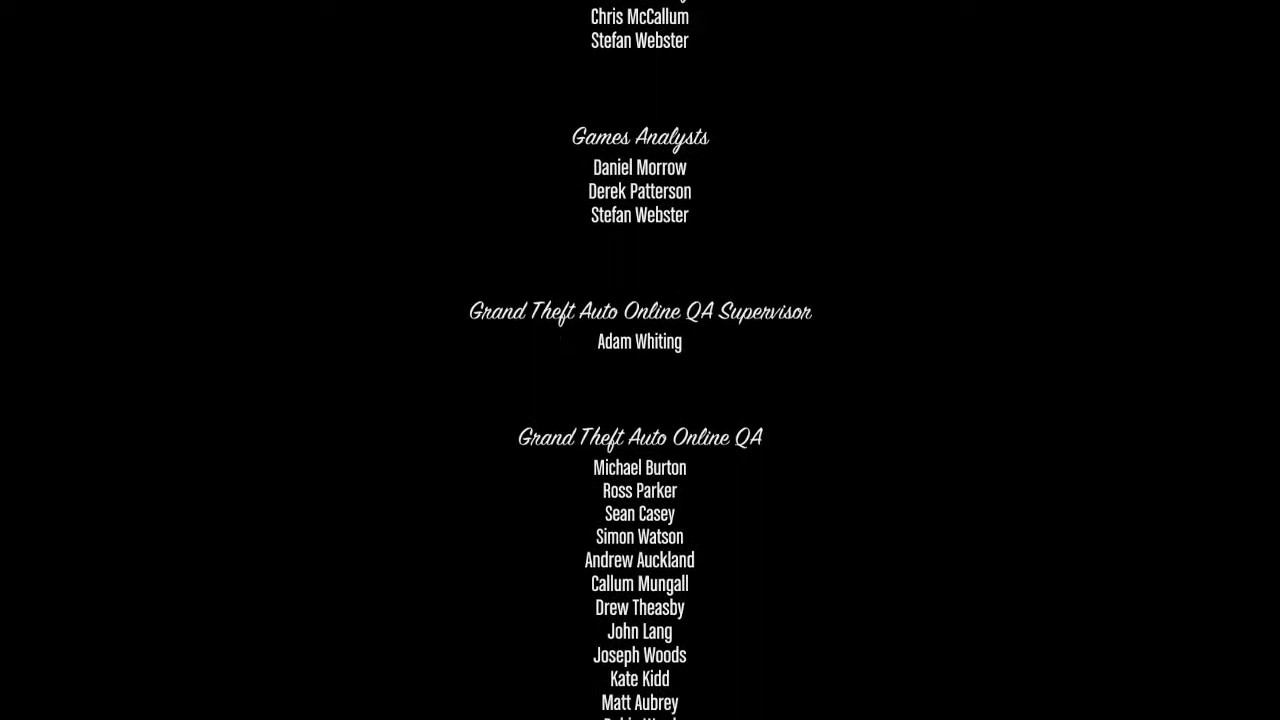 Chris McCallum
Stefan Webster
Games Analysts
Daniel Morrow
Derek Patterson
Stefan Webster
Grand Theft Auto Online QA Supervisor
Adam Whiting
Grand Theft Auto Online QA
Michael Burton
Ross Parker
Sean Casey
Simon Watson
Andrew Auckland
Callum Mungall
Drew Theasby
John Lang
Joseph Woods
Kate Kidd
Matt Aubrey